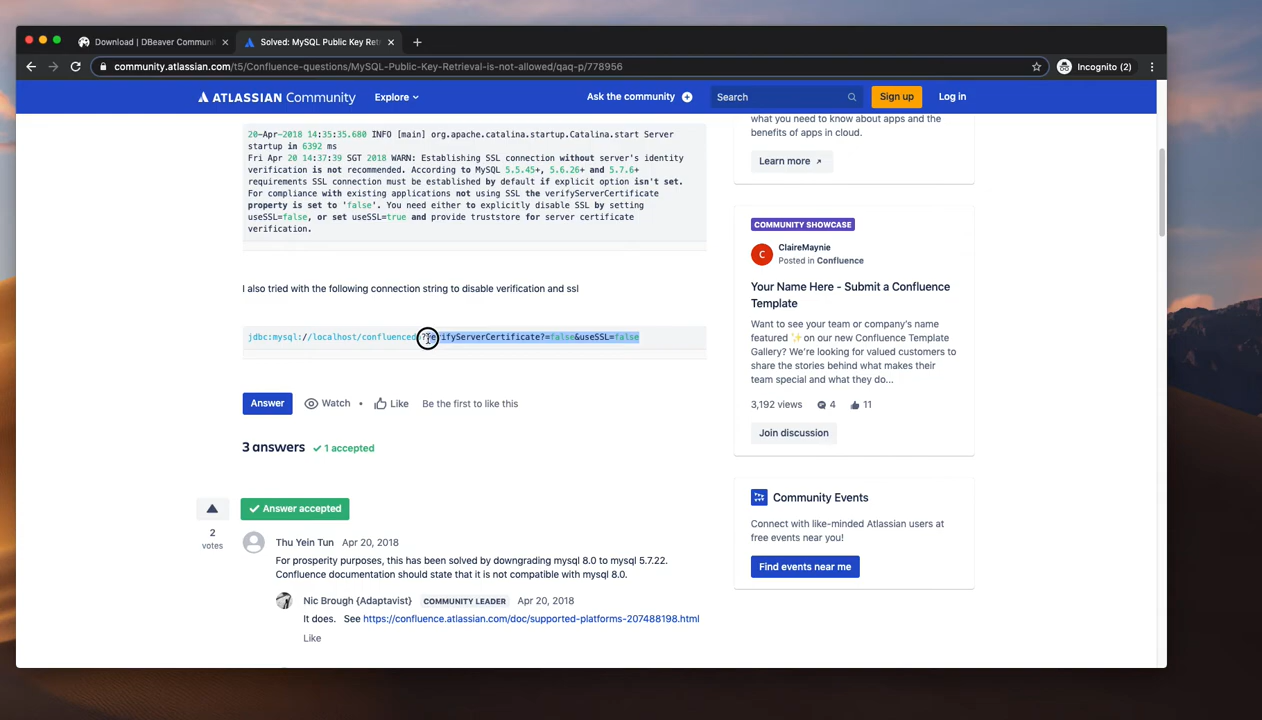 Download | DBeaver Communi
Solved: MySQL Public Key Ret
community.atlassian.com/t5/Confluence-questions/MySQL-Public-Key-Retrieval-is-not-allowed/qaq-p/778956
Incognito (2)
ATLASSIAN Community
Explore
Ask the community
Search
Sign up
Log in
20-Apr-2018 14:35:35.680 INFO [main] org.apache.catalina.startup.Catalina.start Server
startup in 6392 ms
Fri Apr 20 14:37:39 SGT 2018 WARN: Establishing SSL connection without server's identity
verification is not recommended. According to MySQL 5.5.45+, 5.6.26+ and 5.7.6+
requirements SSL connection must be established by default if explicit option isn't set.
For compliance with existing applications not using SSL the verifyServerCertificate
property is set to 'false'. You need either to explicitly disable SSL by setting
useSSL=false, or set useSSL=true and provide truststore for server certificate
verification.
I also tried with the following connection string to disable verification and ssl
jdbc:mysql://localhost/confluencedb?verifyServerCertificate?=false&useSSL=false
Answer
Watch
•
Like
Be the first to like this
3 answers
1 accepted
Answer accepted
2
votes
Thu Yein Tun
Apr 20, 2018
For prosperity purposes, this has been solved by downgrading mysql 8.0 to mysql 5.7.22.
Confluence documentation should state that it is not compatible with mysql 8.0.
Nic Brough {Adaptavist}
COMMUNITY LEADER
Apr 20, 2018
It does. See https://confluence.atlassian.com/doc/supported-platforms-207488198.html
Like
what you need to know about apps and the
benefits of apps in cloud.
Learn more
COMMUNITY SHOWCASE
C
ClaireMaynie
Posted in Confluence
Your Name Here - Submit a Confluence
Template
Want to see your team or company's name
featured ✨on our new Confluence Template
Gallery? We're looking for valued customers to
share the stories behind what makes their
team special and what they do...
3,192 views
4
11
Join discussion
Community Events
Connect with like-minded Atlassian users at
free events near you!
Find events near me